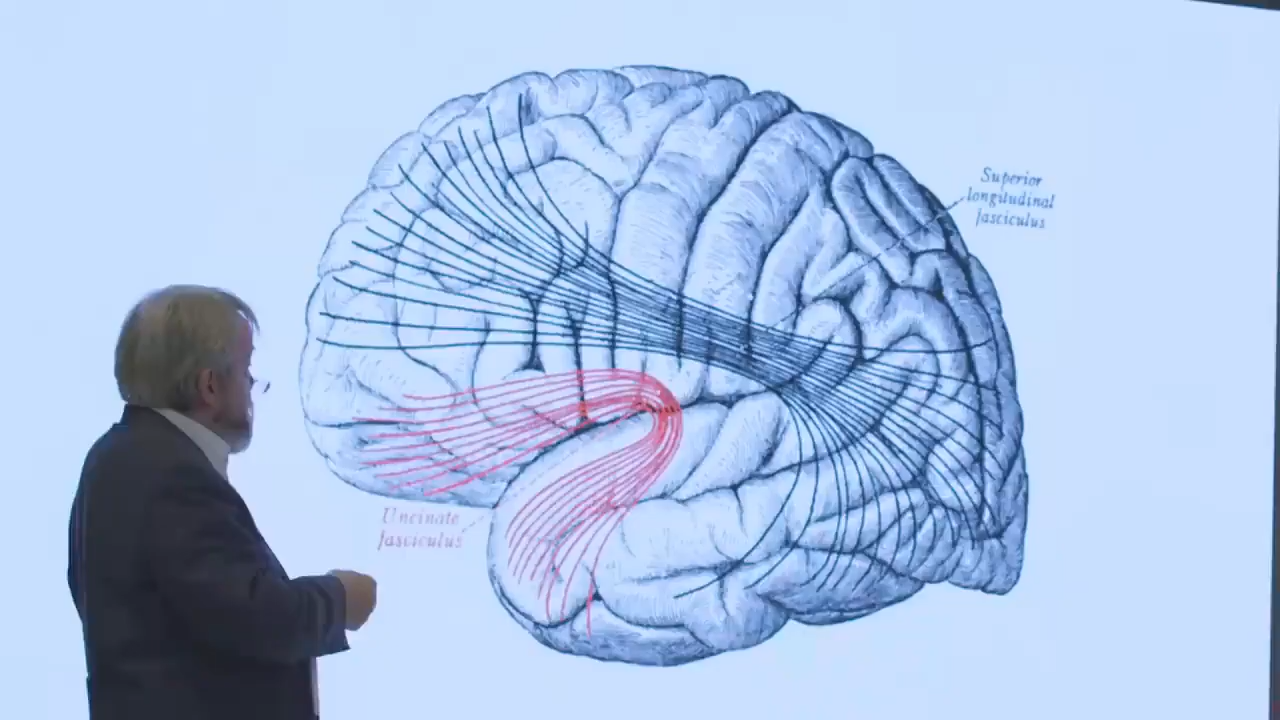 Superior
longitudinal
fasciculus
Uncinate
fasciculus